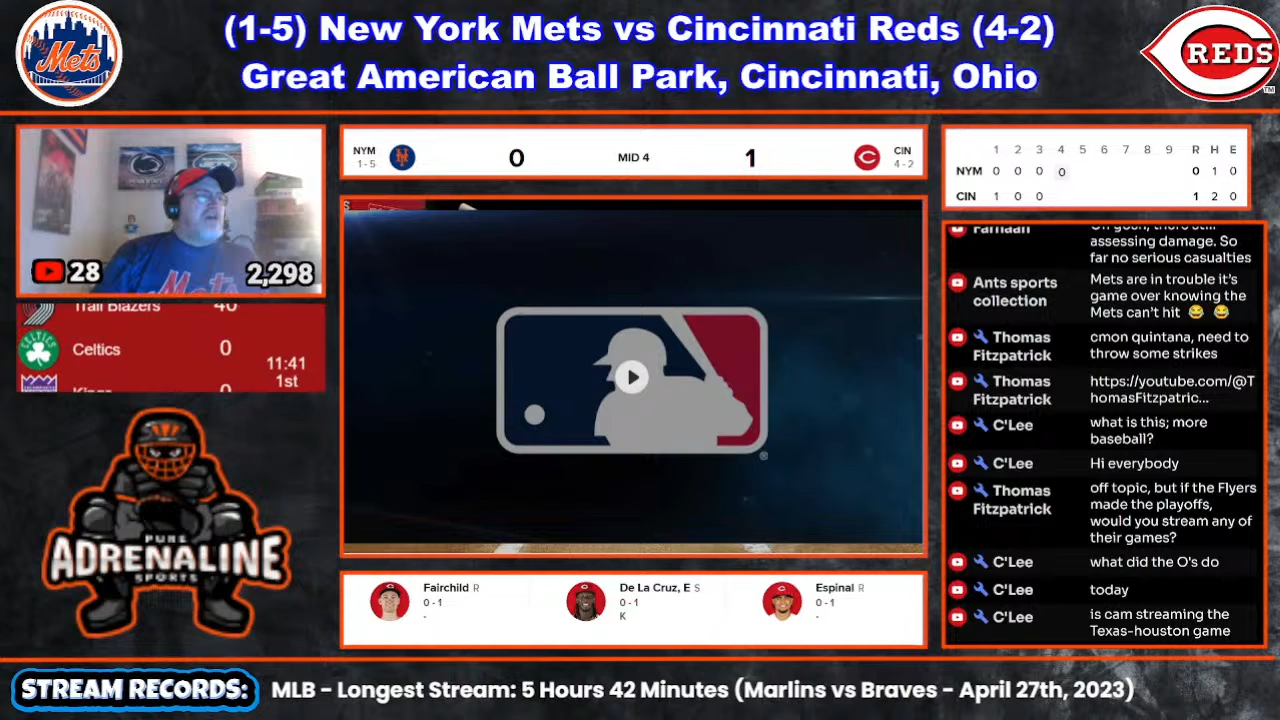 (1-5) New York Mets vs Cincinnati Reds (4-2)
Great American Ball Park, Cincinnati, Ohio
Mets
REDS
TM
PENN STATE
Mets
28
2,298
Trail Blazers 40
Celtics 0
Kings 0
11:41
1st
PURE
ADRENALINE
SPORTS
NYM
1-5
0
MID 4
1
CIN
4-2
®
Fairchild R
0-1
-
De La Cruz, E S
0-1
K
Espinal R
0-1
-
1 2 3 4 5 6 7 8 9 R H E
NYM 0 0 0 0 0 1 0
CIN 1 0 0 1 2 0
Farhaan
assessing damage. So
far no serious casualties
Ants sports
collection
Mets are in trouble it's
game over knowing the
Mets can't hit 😂 😂
Thomas
Fitzpatrick
cmon quintana, need to
throw some strikes
Thomas
Fitzpatrick
https://youtube.com/@T
homasFitzpatric...
C'Lee
what is this; more
baseball?
C'Lee
Hi everybody
Thomas
Fitzpatrick
off topic, but if the Flyers
made the playoffs,
would you stream any of
their games?
C'Lee
what did the O's do
C'Lee
today
C'Lee
is cam streaming the
Texas-houston game
STREAM RECORDS:
MLB - Longest Stream: 5 Hours 42 Minutes (Marlins vs Braves - April 27th, 2023)